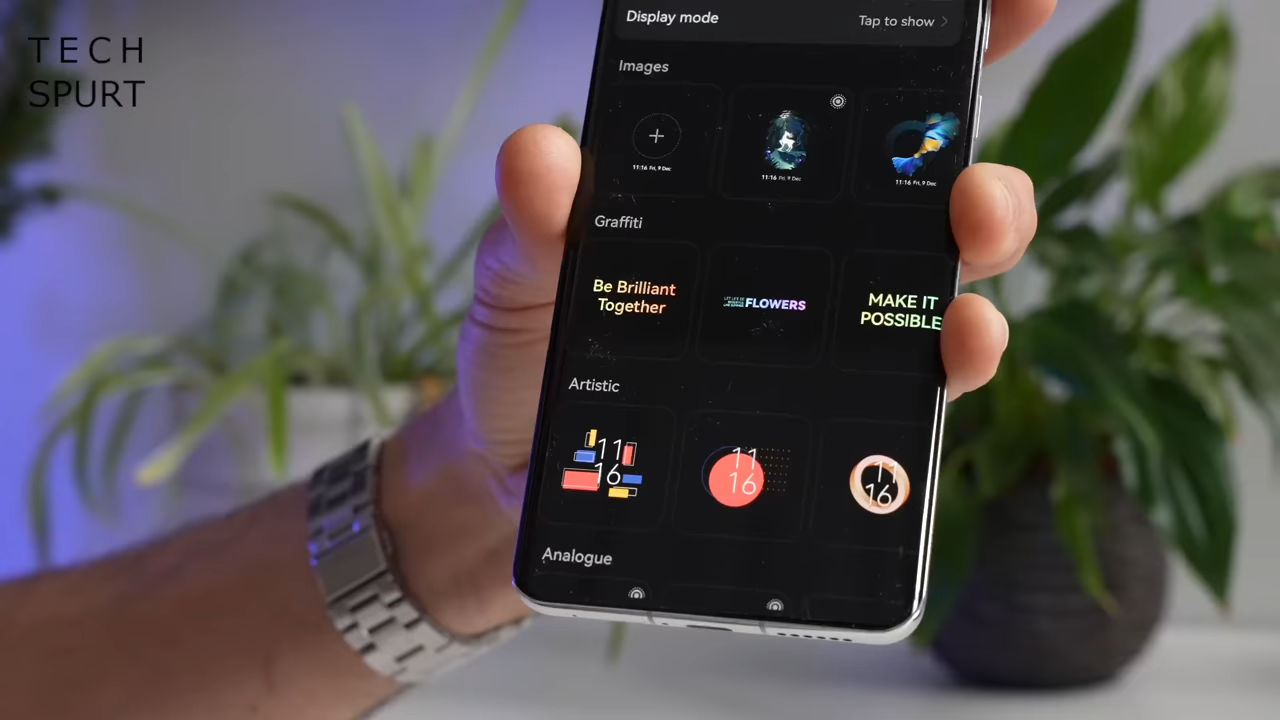 TECH
SPURT
Display mode
Tap to show
Images
11:16 Fri, 9 Dec
11:16 Fri, 9 Dec
11:16 Fri, 9 Dec
Graffiti
Be Brilliant
Together
FLOWERS
MAKE IT
POSSIBLE
Artistic
11
16
11
16
11
16
Analogue